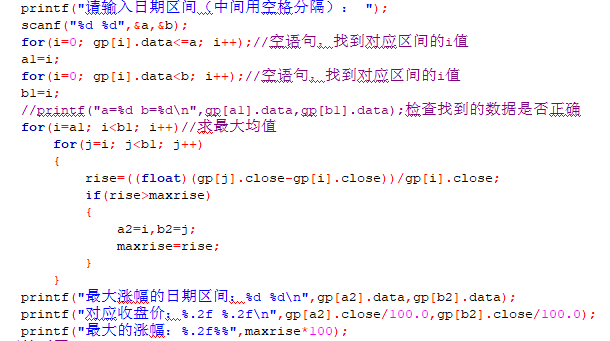 printf("请输入日期区间（中间用空格分隔）： ");
scanf("%d %d",&a,&b);
for(i=0; gp[i].data<=a; i++);//空语句，找到对应区间的i值
a1=i;
for(i=0; gp[i].data<b; i++);//空语句，找到对应区间的i值
b1=i;
//printf("a=%d b=%d\n",gp[a1].data,gp[b1].data);检查找到的数据是否正确
for(i=a1; i<b1; i++)//求最大均值
for(j=i; j<b1; j++)
{
rise=((float)(gp[j].close-gp[i].close))/gp[i].close;
if(rise>maxrise)
{
a2=i,b2=j;
maxrise=rise;
}
}
printf("最大涨幅的日期区间：%d %d\n",gp[a2].data,gp[b2].data);
printf("对应收盘价：%.2f %.2f\n",gp[a2].close/100.0,gp[b2].close/100.0);
printf("最大的涨幅：%.2f%%",maxrise*100);